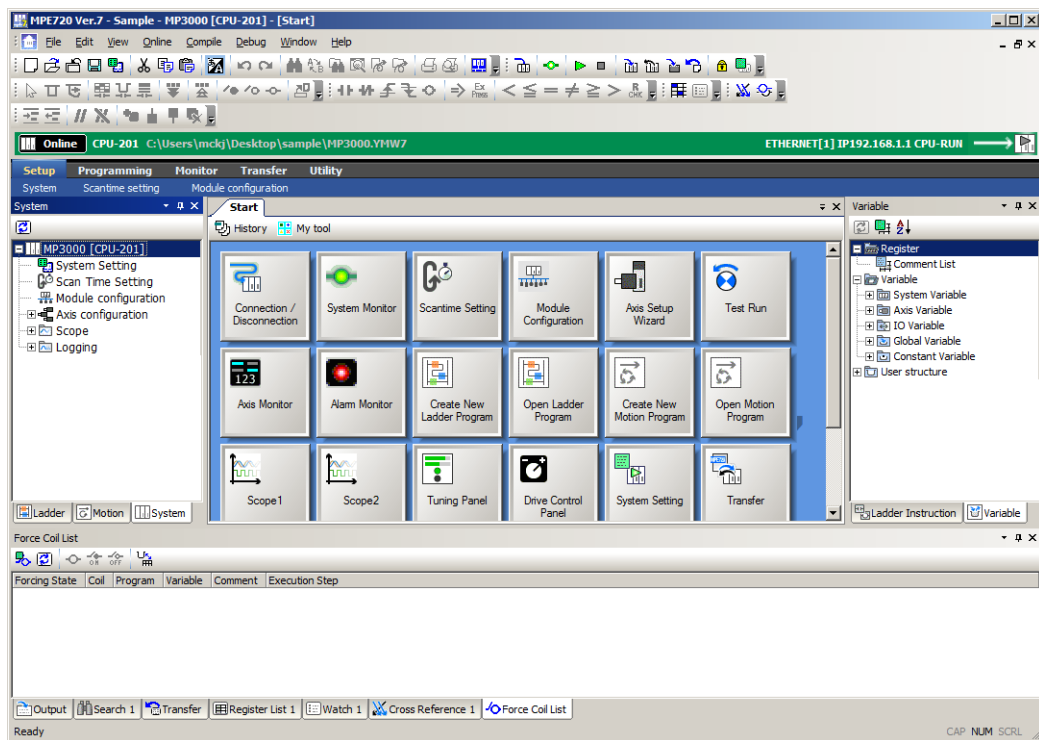 MPE720 Ver.7 - Sample - MP3000 [CPU-201] - [Start]
File Edit View Online Compile Debug Window Help
Online CPU-201 C:\Users\mckj\Desktop\sample\MP3000.YMW7 ETHERNET[1] IP192.168.1.1 CPU-RUN
Setup Programming Monitor Transfer Utility
System Scantime setting Module configuration
System
MP3000 [CPU-201]
System Setting
Scan Time Setting
Module configuration
Axis configuration
Scope
Logging
Ladder Motion System
Start
History My tool
Connection /
Disconnection
System Monitor
Scantime Setting
Module
Configuration
Axis Setup
Wizard
Test Run
123
Axis Monitor
Alarm Monitor
Create New
Ladder Program
Open Ladder
Program
Create New
Motion Program
Open Motion
Program
Scope1
Scope2
Tuning Panel
Drive Control
Panel
System Setting
Transfer
Variable
Register
Comment List
Variable
System Variable
Axis Variable
IO Variable
Global Variable
Constant Variable
User structure
Ladder Instruction Variable
Force Coil List
Forcing State Coil Program Variable Comment Execution Step
Output Search 1 Transfer Register List 1 Watch 1 Cross Reference 1 Force Coil List
Ready CAP NUM SCRL